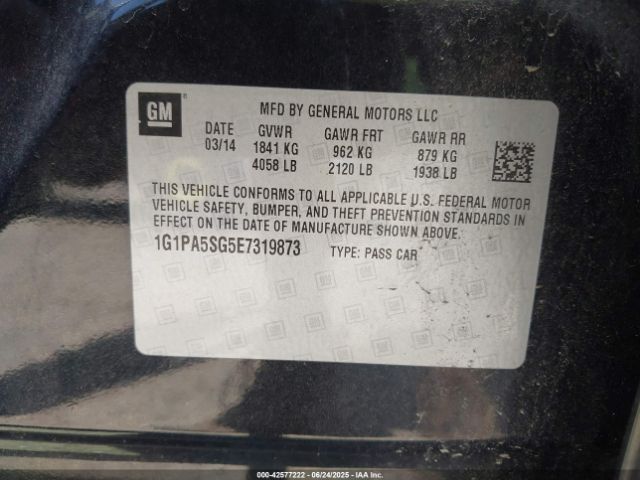 GM ®
MFD BY GENERAL MOTORS LLC
DATE GVWR GAWR FRT GAWR RR
03/14 1841 KG 962 KG 879 KG
4058 LB 2120 LB 1938 LB
THIS VEHICLE CONFORMS TO ALL APPLICABLE U.S. FEDERAL MOTOR
VEHICLE SAFETY, BUMPER, AND THEFT PREVENTION STANDARDS IN
EFFECT ON THE DATE OF MANUFACTURE SHOWN ABOVE.
1G1PA5SG5E7319873 TYPE: PASS CAR
000-42577222 - 06/24/2025 - IAA Inc.